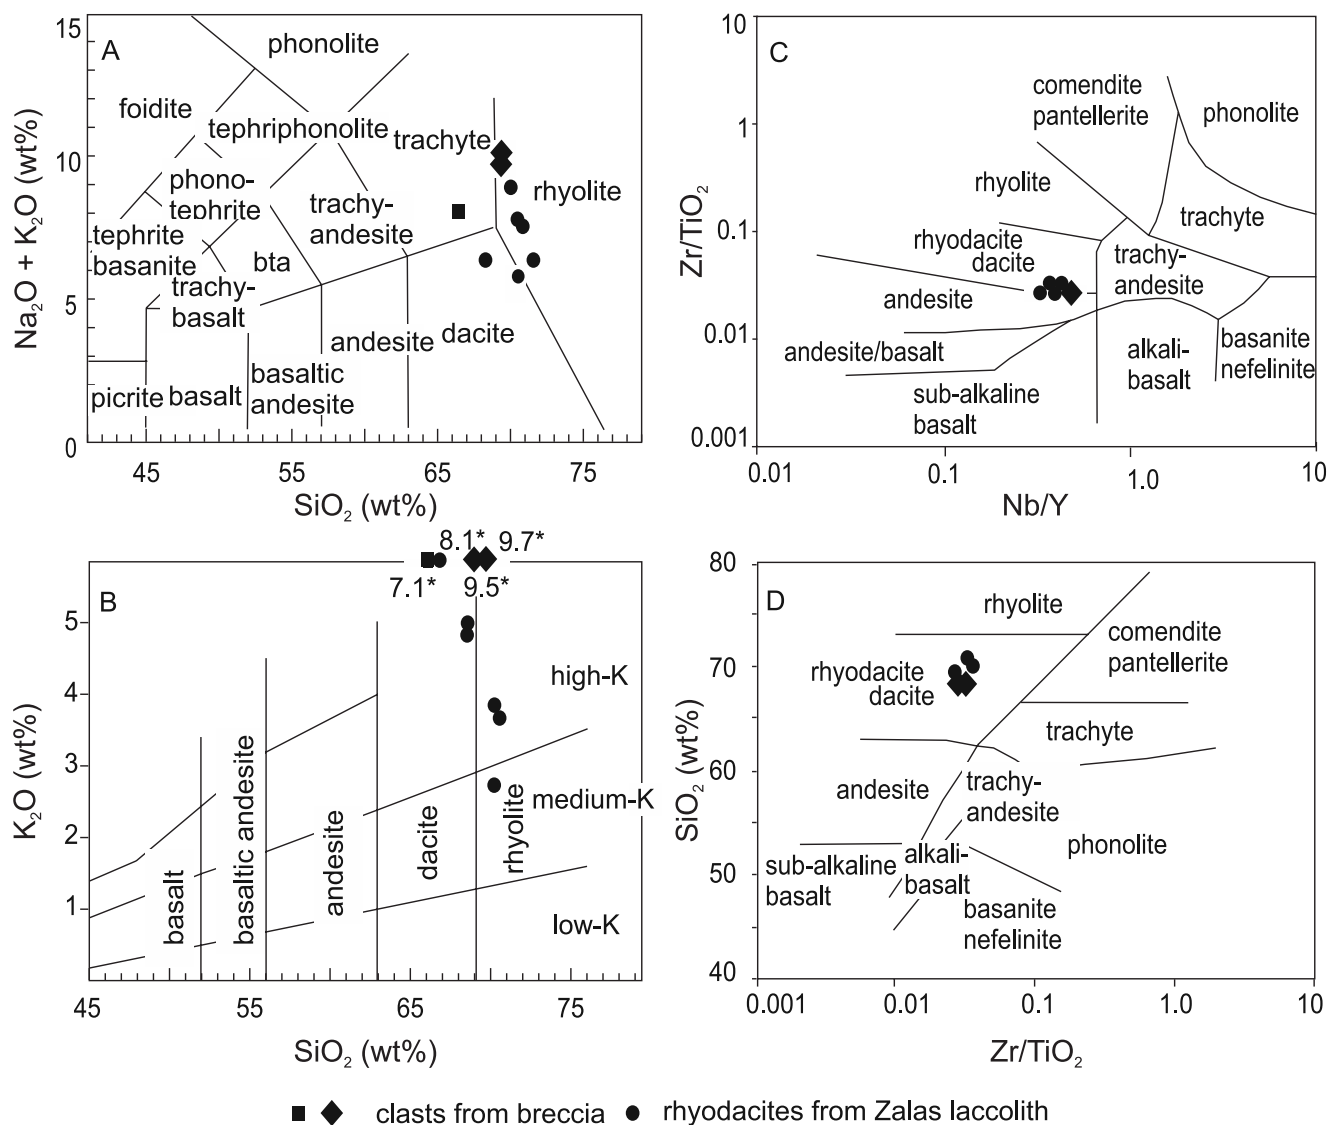 A
15
10
5
0
Na₂O + K₂O (wt%)
phonolite
foidite
tephriphonolite
trachyte
phono-
tephrite
rhyolite
trachy-
andesite
tephrite
basanite
bta
trachy-
basalt
dacite
andesite
basaltic
andesite
picrite
basalt
45
55
65
75
SiO₂ (wt%)
C
10
1
0.1
0.01
0.001
Zr/TiO₂
comendite
pantellerite
phonolite
rhyolite
trachyte
rhyodacite
dacite
trachy-
andesite
andesite
andesite/basalt
alkali-
basalt
basanite
nefelinite
sub-alkaline
basalt
0.01
0.1
1.0
10
Nb/Y
B
8.1*
9.7*
7.1*
9.5*
5
4
3
2
1
K₂O (wt%)
high-K
medium-K
low-K
basalt
basaltic andesite
andesite
dacite
rhyolite
45
55
65
75
SiO₂ (wt%)
D
80
70
60
50
40
SiO₂ (wt%)
rhyolite
comendite
pantellerite
rhyodacite
dacite
trachyte
andesite
trachy-
andesite
phonolite
sub-alkaline
basalt
alkali-
basalt
basanite
nefelinite
0.001
0.01
0.1
1.0
10
Zr/TiO₂
clasts from breccia
rhyodacites from Zalas laccolith